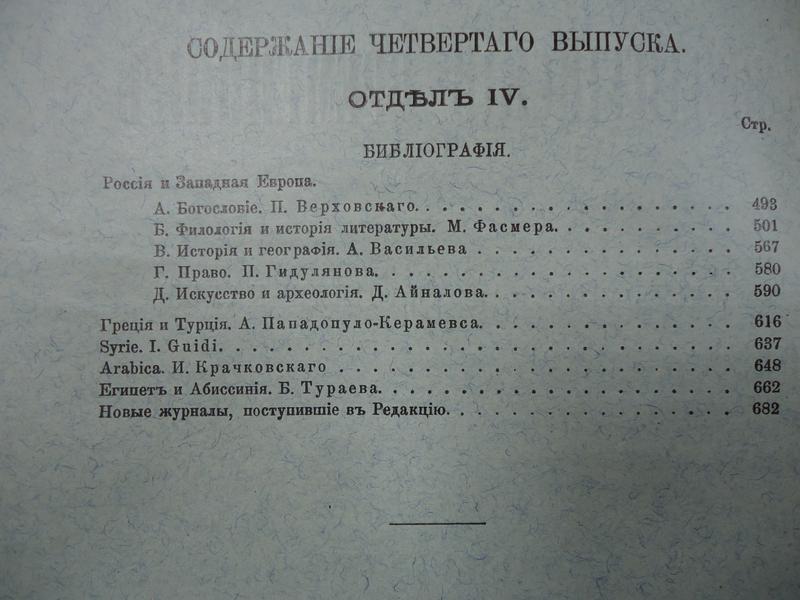 СОДЕРЖАНІЕ ЧЕТВЕРТАГО ВЫПУСКА.
ОТДѢЛЪ IV.
Стр.
БИБЛІОГРАФІЯ.
Россія и Западная Европа.
А. Богословіе. П. Верховскаго. . . . . . . . . . . . . . . . . . 493
Б. Филологія и исторія литературы. М. Фасмера. . . . . . . . . . 501
В. Исторія и географія. А. Васильева . . . . . . . . . . . . . . 567
Г. Право. П. Гидулянова. . . . . . . . . . . . . . . . . . . . 580
Д. Искусство и археологія. Д. Айналова. . . . . . . . . . . . . . 590
Греція и Турція. А. Пападопуло-Керамевса. . . . . . . . . . . . . . 616
Syrie. I. Guidi. . . . . . . . . . . . . . . . . . . . . . . . . . 637
Arabica. И. Крачковскаго . . . . . . . . . . . . . . . . . . . . . 648
Египетъ и Абиссинія. Б. Тураева. . . . . . . . . . . . . . . . . . 662
Новые журналы, поступившіе въ Редакцію. . . . . . . . . . . . . . . 682